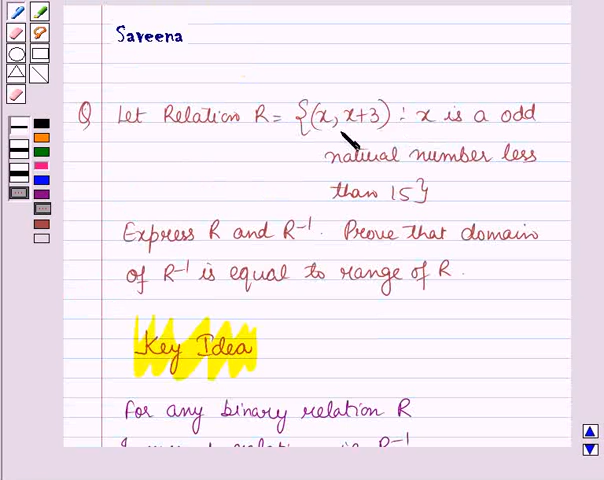 Saveena
Q Let Relation R = {(x, x+3) : x is a odd
natural number less
than 15}
Express R and R⁻¹. Prove that domain
of R⁻¹ is equal to range of R.
Key Idea
For any binary relation R